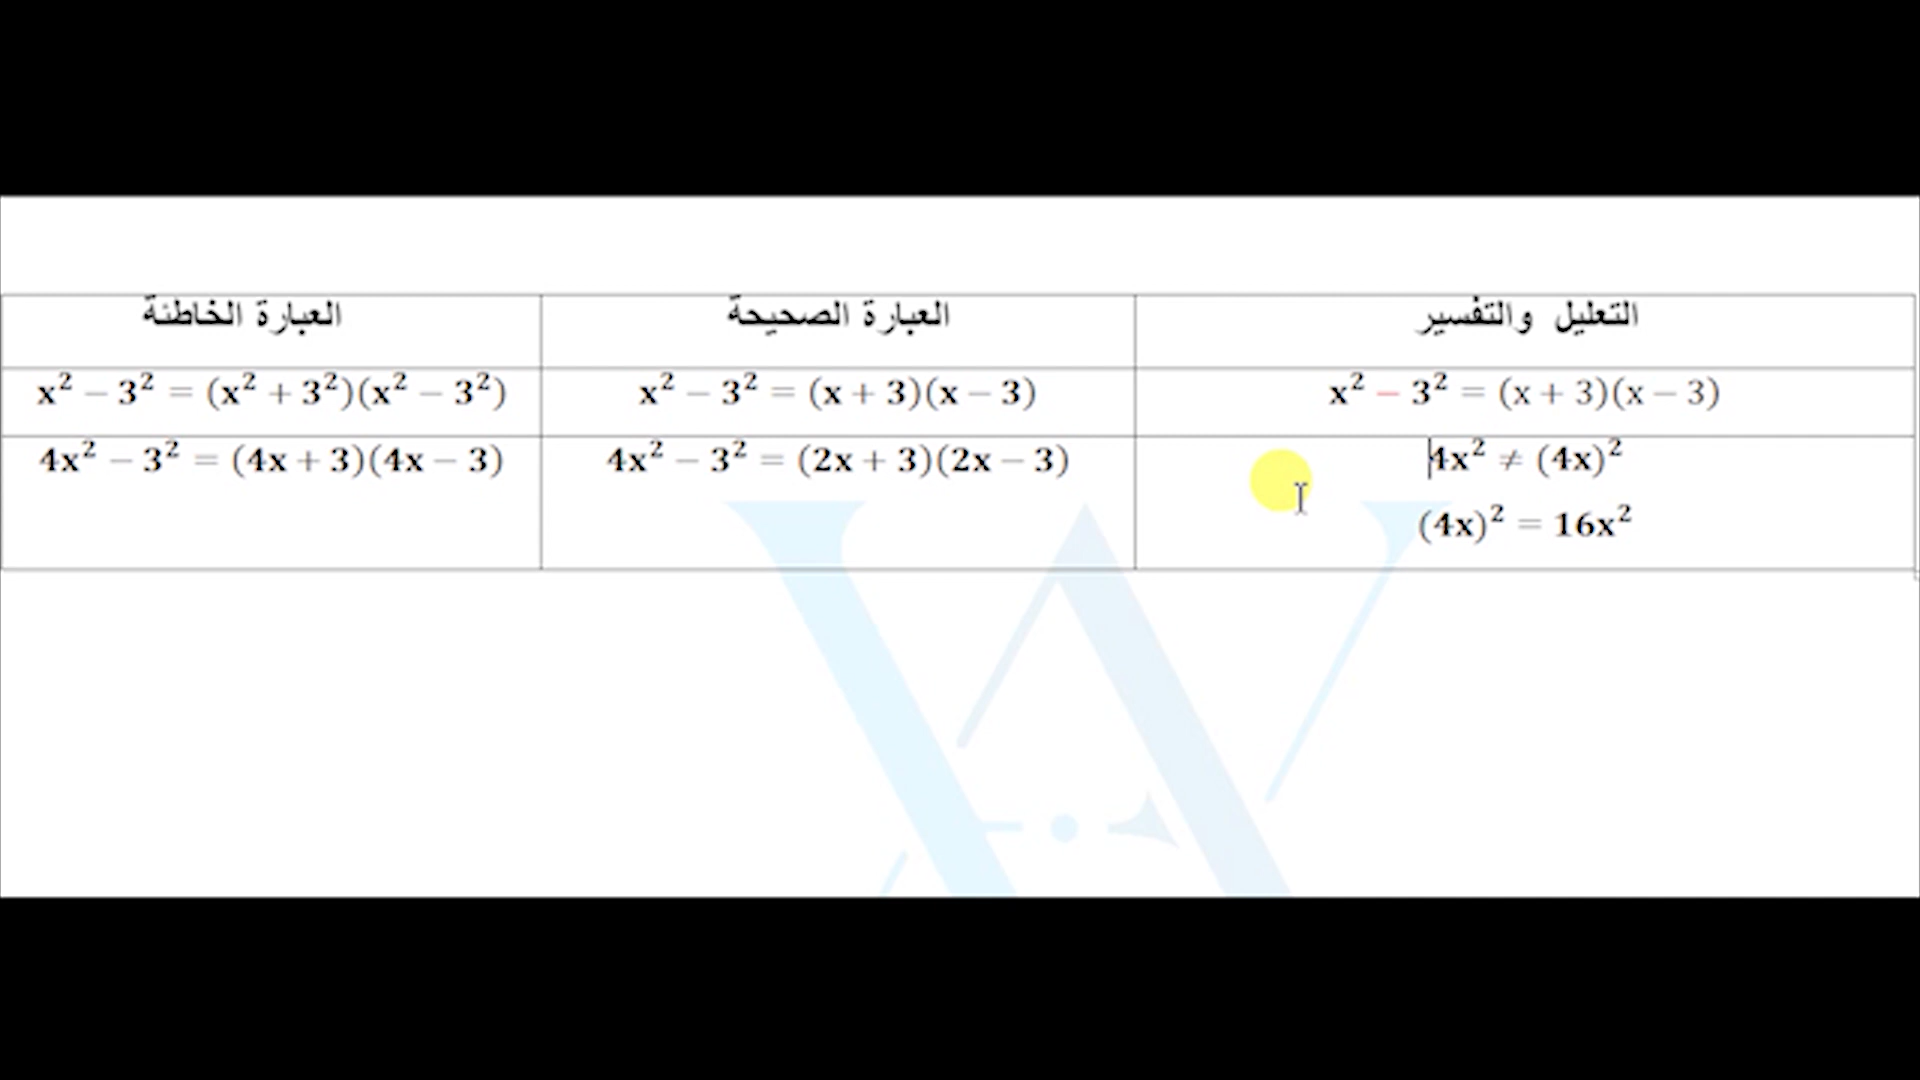 العبارة الخاطئة
العبارة الصحيحة
التعليل والتفسير
x² − 3² = (x² + 3²)(x² − 3²)
x² − 3² = (x + 3)(x − 3)
x² − 3² = (x + 3)(x − 3)
4x² − 3² = (4x + 3)(4x − 3)
4x² − 3² = (2x + 3)(2x − 3)
4x² ≠ (4x)²
(4x)² = 16x²